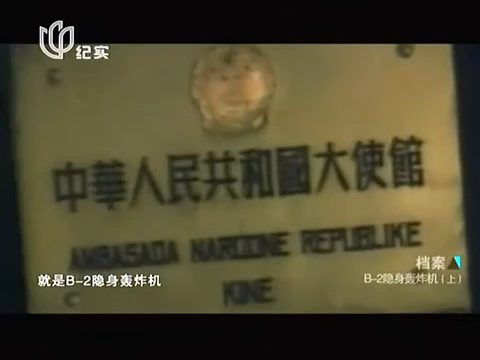 纪实
中華人民共和國大使館
AMBASADA NARODNE REPUBLIKE
KINE
档案
就是B-2隐身轰炸机
B-2隐身轰炸机(上)